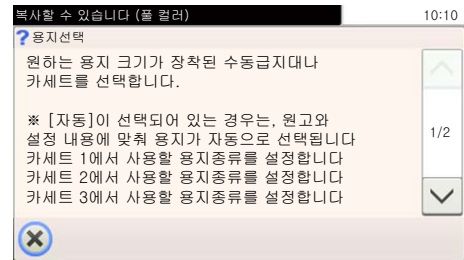 복사할 수 있습니다 (풀 컬러) 10:10
?용지선택
원하는 용지 크기가 장착된 수동급지대나
카세트를 선택합니다.
※ [자동]이 선택되어 있는 경우는, 원고와
설정 내용에 맞춰 용지가 자동으로 선택됩니다
카세트 1에서 사용할 용지종류를 설정합니다
카세트 2에서 사용할 용지종류를 설정합니다
카세트 3에서 사용할 용지종류를 설정합니다
1/2